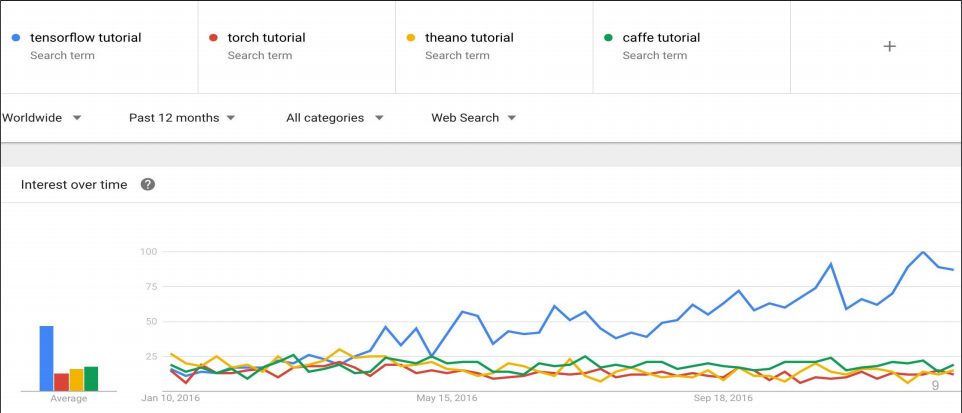 tensorflow tutorial
Search term
torch tutorial
Search term
theano tutorial
Search term
caffe tutorial
Search term
+
Worldwide
Past 12 months
All categories
Web Search
Interest over time
?
100
75
50
25
Average
Jan 10, 2016
May 15, 2016
Sep 18, 2016
9